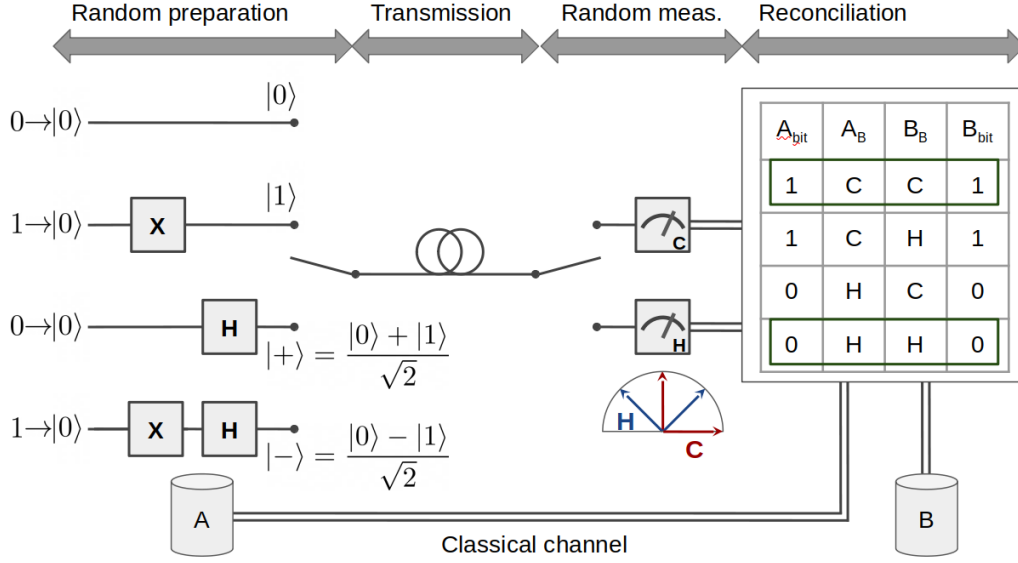 Random preparation Transmission Random meas. Reconciliation
0→|0⟩ |0⟩
1→|0⟩ X |1⟩
0→|0⟩ H |+⟩ = (|0⟩ + |1⟩)/√2
1→|0⟩ X H |−⟩ = (|0⟩ − |1⟩)/√2
C
H
H
C
A_bit A_B B_B B_bit
1 C C 1
1 C H 1
0 H C 0
0 H H 0
A
B
Classical channel